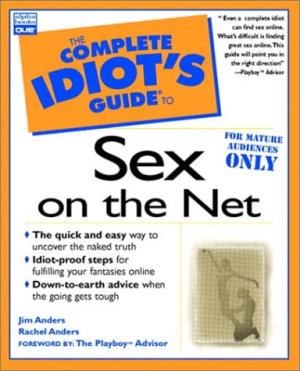 que
THE
COMPLETE
IDIOT'S
GUIDE® TO
" Even a complete idiot
can find sex online.
What's difficult is finding
great sex online. This
guide will point you in
the right direction"
—Playboy™ Advisor
Sex
on the Net
FOR MATURE
AUDIENCES
ONLY
♦ The quick and easy way to
uncover the naked truth
♦ Idiot-proof steps for
fulfilling your fantasies online
♦ Down-to-earth advice when
the going gets tough
Jim Anders
Rachel Anders
FOREWORD BY: The Playboy™ Advisor